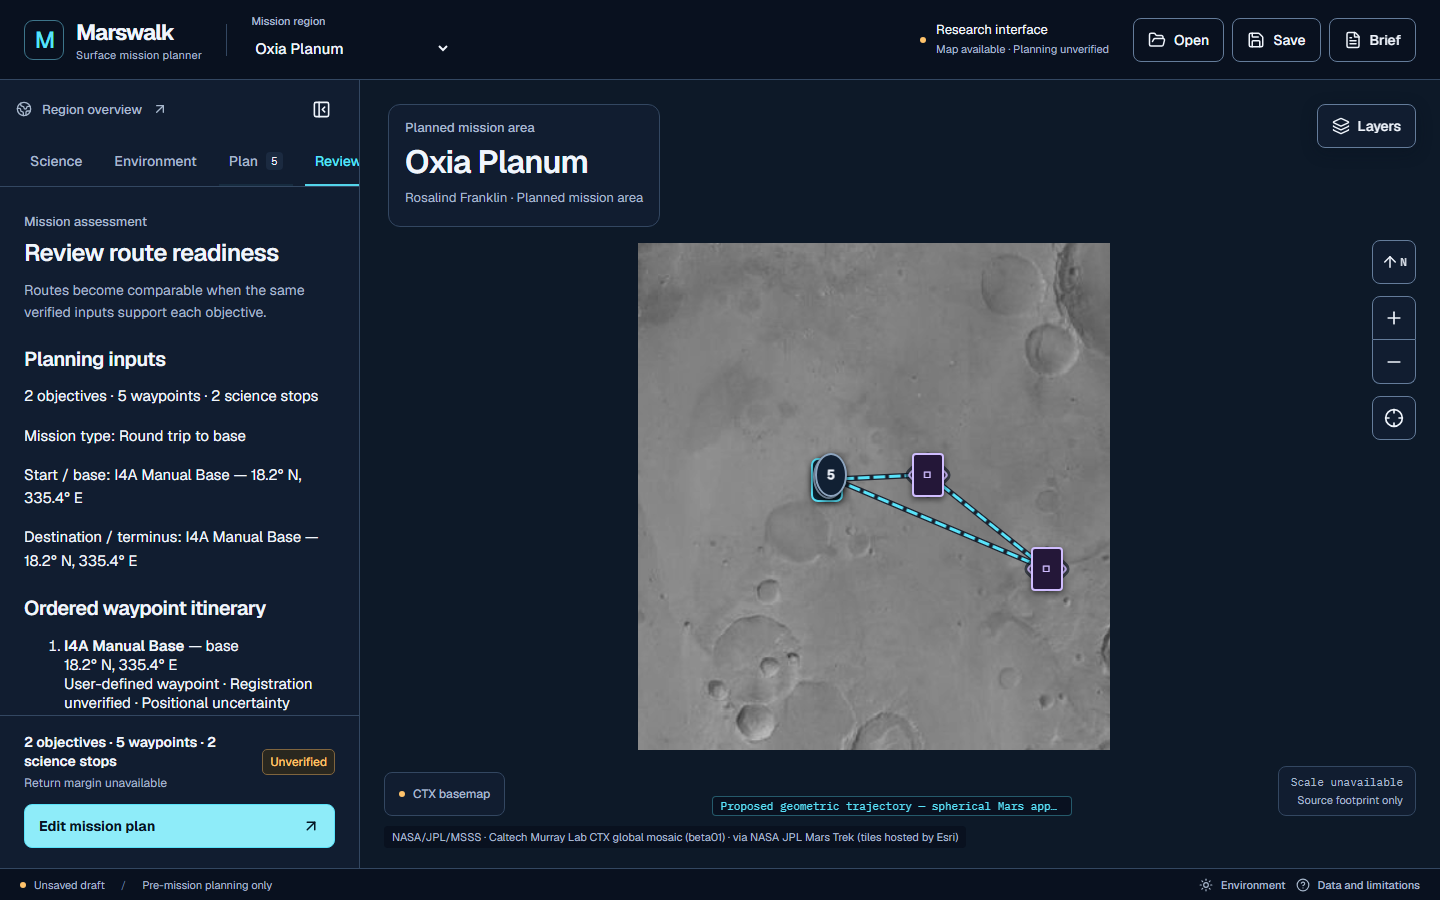 M
Marswalk
Surface mission planner
Mission region
Oxia Planum
Research interface
Map available · Planning unverified
Open
Save
Brief
Region overview
Science
Environment
Plan 5
Review
Mission assessment
Review route readiness
Routes become comparable when the same
verified inputs support each objective.
Planning inputs
2 objectives · 5 waypoints · 2 science stops
Mission type: Round trip to base
Start / base: I4A Manual Base — 18.2° N,
335.4° E
Destination / terminus: I4A Manual Base —
18.2° N, 335.4° E
Ordered waypoint itinerary
1. I4A Manual Base — base
18.2° N, 335.4° E
User-defined waypoint · Registration
unverified · Positional uncertainty
2 objectives · 5 waypoints · 2
science stops
Return margin unavailable
Unverified
Edit mission plan
Planned mission area
Oxia Planum
Rosalind Franklin · Planned mission area
Layers
N
5
CTX basemap
Proposed geometric trajectory — spherical Mars app…
Scale unavailable
Source footprint only
NASA/JPL/MSSS · Caltech Murray Lab CTX global mosaic (beta01) · via NASA JPL Mars Trek (tiles hosted by Esri)
Unsaved draft / Pre-mission planning only
Environment
Data and limitations